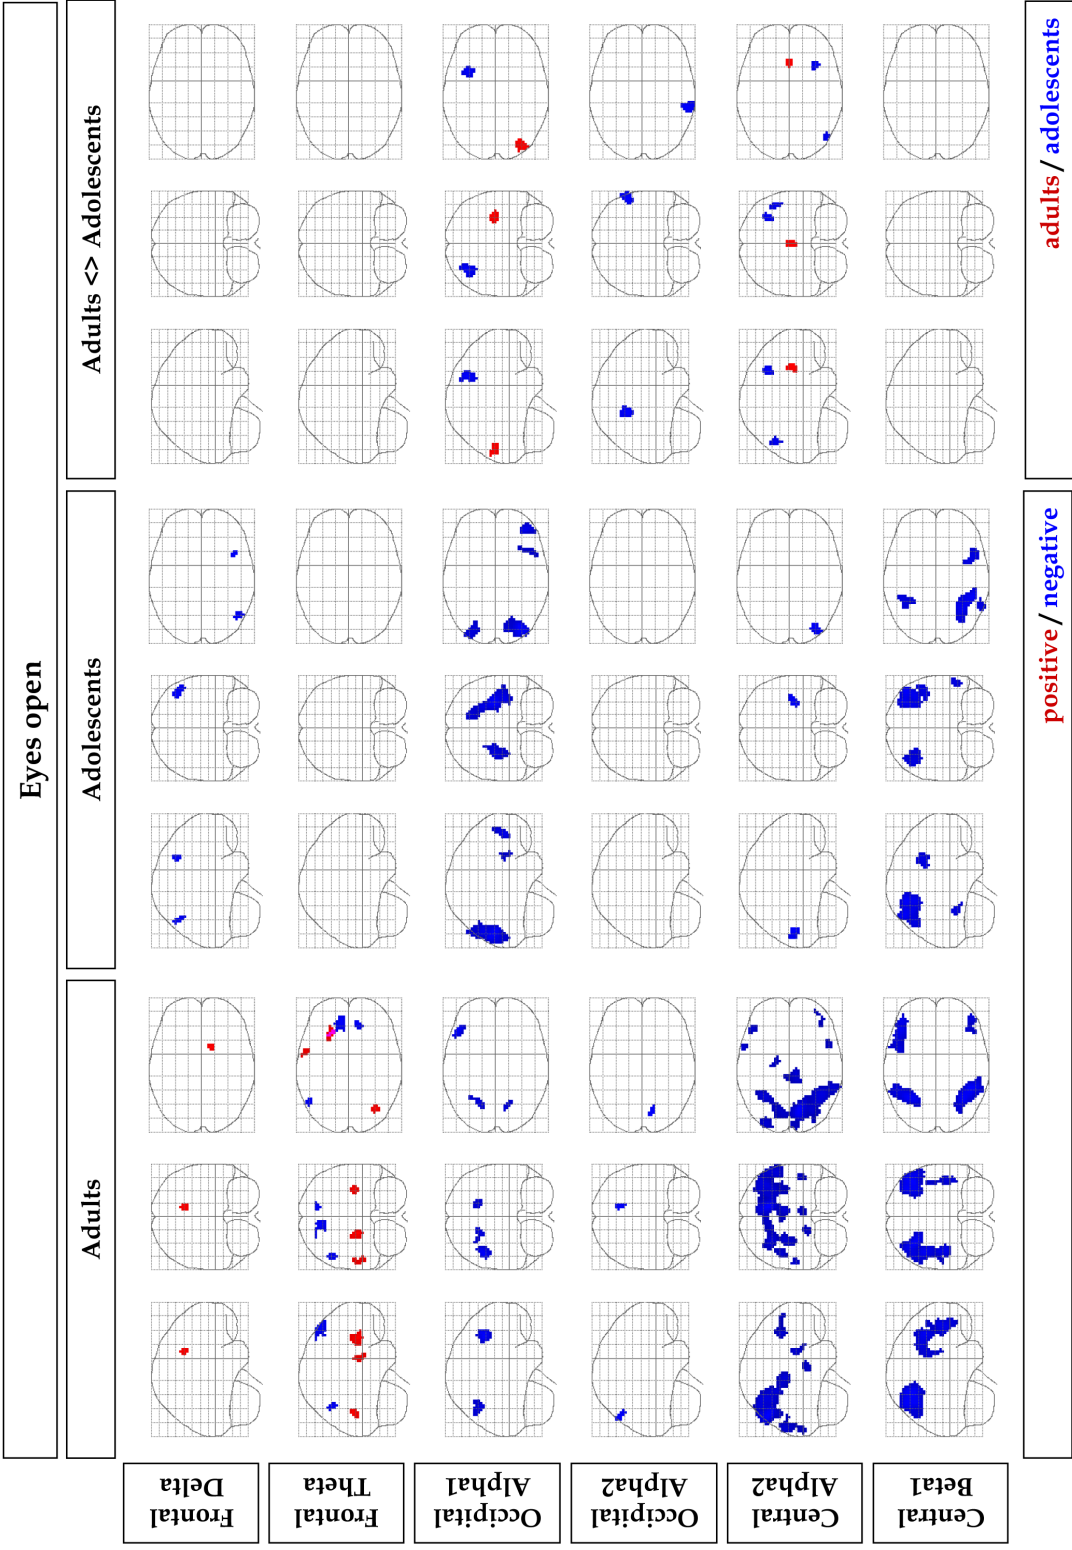 Eyes open
Adults
Adolescents
Adults <> Adolescents
Frontal
Delta
Frontal
Theta
Occipital
Alpha1
Occipital
Alpha2
Central
Alpha2
Central
Beta1
positive / negative
adults / adolescents